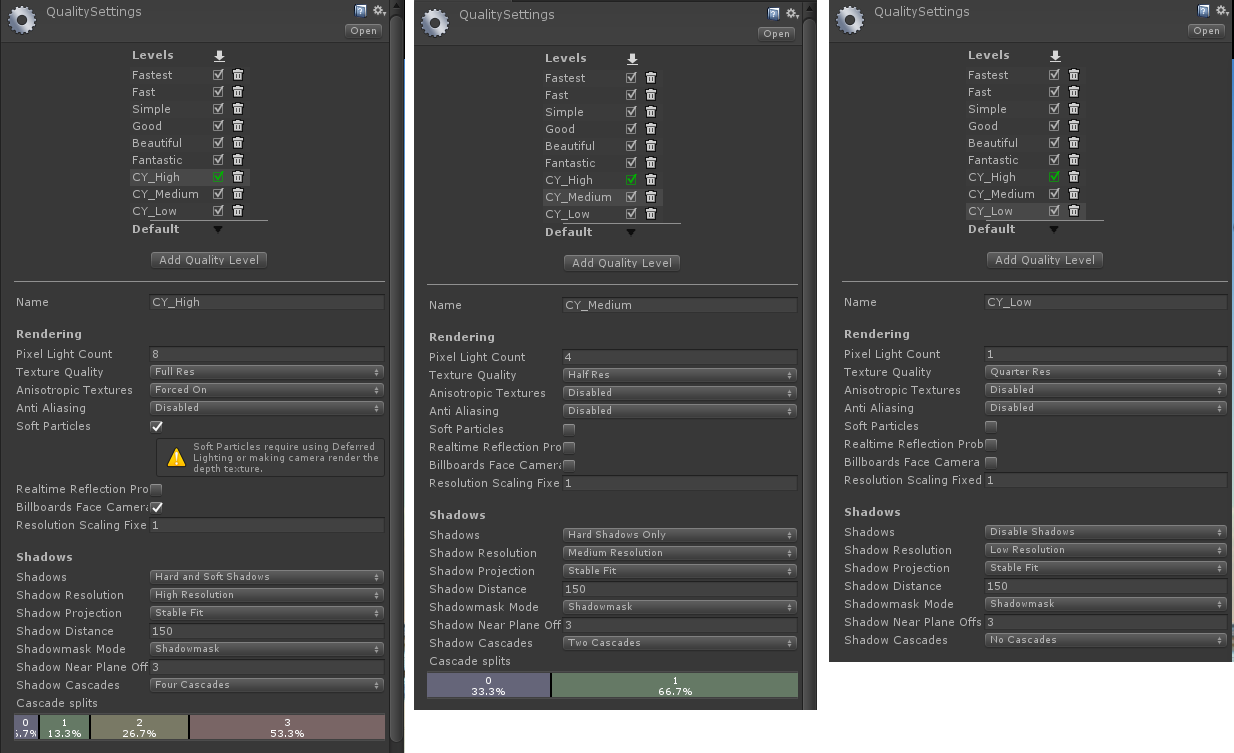 QualitySettings
Open
Levels
Fastest
Fast
Simple
Good
Beautiful
Fantastic
CY_High
CY_Medium
CY_Low
Default
Add Quality Level
Name CY_High
Rendering
Pixel Light Count 8
Texture Quality Full Res
Anisotropic Textures Forced On
Anti Aliasing Disabled
Soft Particles
Soft Particles require using Deferred
Lighting or making camera render the
depth texture.
Realtime Reflection Pro
Billboards Face Camera
Resolution Scaling Fixe 1
Shadows
Shadows Hard and Soft Shadows
Shadow Resolution High Resolution
Shadow Projection Stable Fit
Shadow Distance 150
Shadowmask Mode Shadowmask
Shadow Near Plane Off 3
Shadow Cascades Four Cascades
Cascade splits
0 1 2 3
.7% 13.3% 26.7% 53.3%
QualitySettings
Open
Levels
Fastest
Fast
Simple
Good
Beautiful
Fantastic
CY_High
CY_Medium
CY_Low
Default
Add Quality Level
Name CY_Medium
Rendering
Pixel Light Count 4
Texture Quality Half Res
Anisotropic Textures Disabled
Anti Aliasing Disabled
Soft Particles
Realtime Reflection Pro
Billboards Face Camera
Resolution Scaling Fixe 1
Shadows
Shadows Hard Shadows Only
Shadow Resolution Medium Resolution
Shadow Projection Stable Fit
Shadow Distance 150
Shadowmask Mode Shadowmask
Shadow Near Plane Off 3
Shadow Cascades Two Cascades
Cascade splits
0 1
33.3% 66.7%
QualitySettings
Open
Levels
Fastest
Fast
Simple
Good
Beautiful
Fantastic
CY_High
CY_Medium
CY_Low
Default
Add Quality Level
Name CY_Low
Rendering
Pixel Light Count 1
Texture Quality Quarter Res
Anisotropic Textures Disabled
Anti Aliasing Disabled
Soft Particles
Realtime Reflection Prob
Billboards Face Camera
Resolution Scaling Fixed 1
Shadows
Shadows Disable Shadows
Shadow Resolution Low Resolution
Shadow Projection Stable Fit
Shadow Distance 150
Shadowmask Mode Shadowmask
Shadow Near Plane Offs 3
Shadow Cascades No Cascades